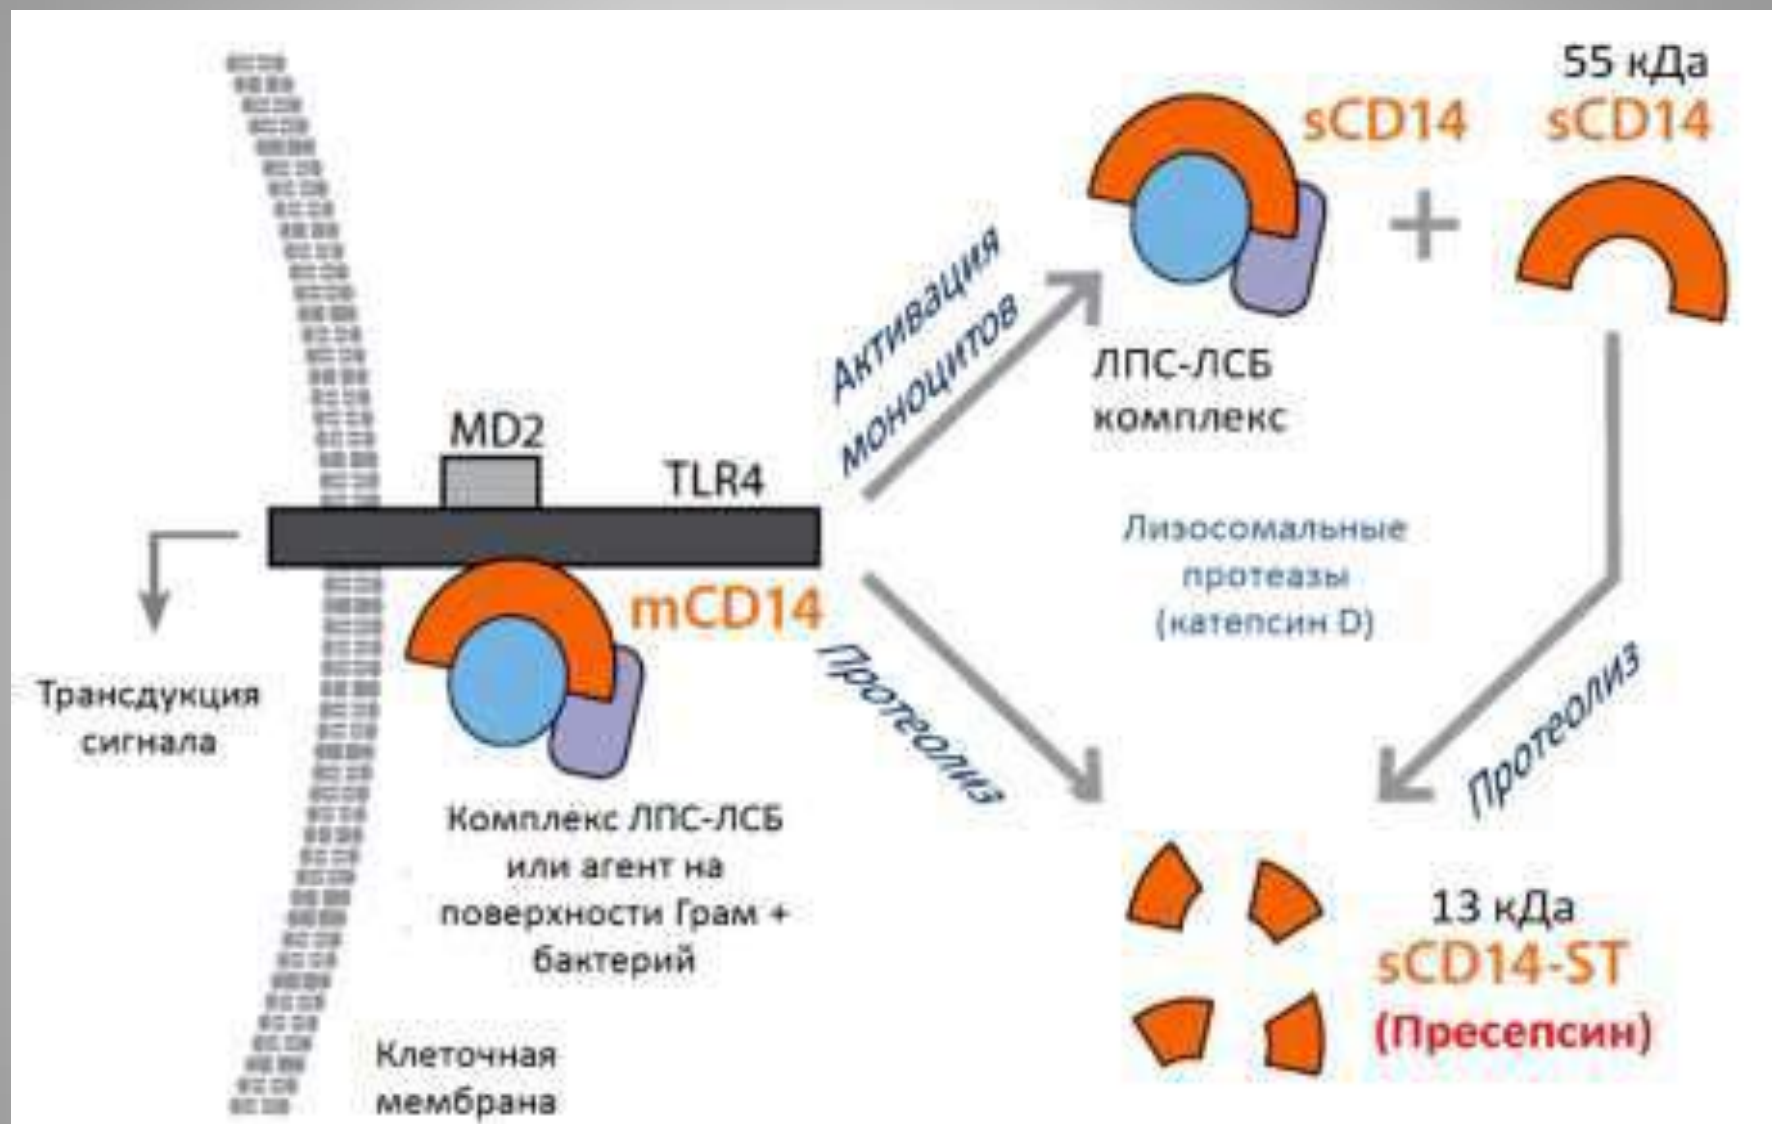 55 кДа
sCD14
sCD14
+
Активация
моноцитов
ЛПС-ЛСБ
комплекс
MD2
TLR4
Лизосомальные
протеазы
(катепсин D)
mCD14
Трансдукция
сигнала
Протеолиз
Протеолиз
Комплекс ЛПС-ЛСБ
или агент на
поверхности Грам +
бактерий
13 кДа
sCD14-ST
(Пресепсин)
Клеточная
мембрана